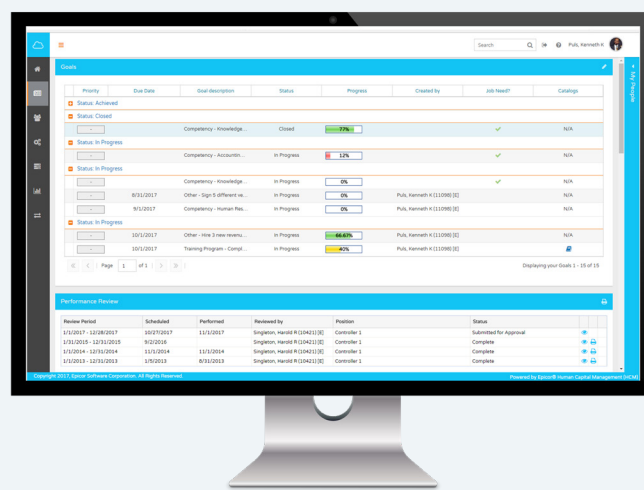 Search
Puls, Kenneth K
Goals
My People
Priority Due Date Goal description Status Progress Created by Job Need? Catalogs
Status: Achieved
Status: Closed
- Competency - Knowledge... Closed 77% N/A
Status: In Progress
- Competency - Accountin... In Progress 12% N/A
Status: In Progress
- Competency - Knowledge... In Progress 0% N/A
- 8/31/2017 Other - Sign 5 different ve... In Progress 0% Puls, Kenneth K [11098] [E] N/A
- 9/1/2017 Competency - Human Res... In Progress 0% Puls, Kenneth K [11098] [E] N/A
Status: In Progress
- 10/1/2017 Other - Hire 3 new revenu... In Progress 66.67% Puls, Kenneth K [11098] [E] N/A
- 10/1/2017 Training Program - Compl... In Progress 40% Puls, Kenneth K [11098] [E]
Page 1 of 1 Displaying your Goals 1 - 15 of 15
Performance Review
Review Period Scheduled Performed Reviewed by Position Status
1/1/2017 - 12/28/2017 10/27/2017 11/1/2017 Singleton, Harold R (10421) [E] Controller 1 Submitted for Approval
1/31/2015 - 12/31/2015 9/2/2016 Singleton, Harold R (10421) [E] Controller 1 Complete
1/1/2014 - 12/31/2014 11/1/2014 11/1/2014 Singleton, Harold R (10421) [E] Controller 1 Complete
1/1/2013 - 12/31/2013 1/5/2013 8/31/2013 Singleton, Harold R (10421) [E] Controller 1 Complete
Copyright 2017, Epicor Software Corporation. All Rights Reserved. Powered by Epicor® Human Capital Management (HCM)